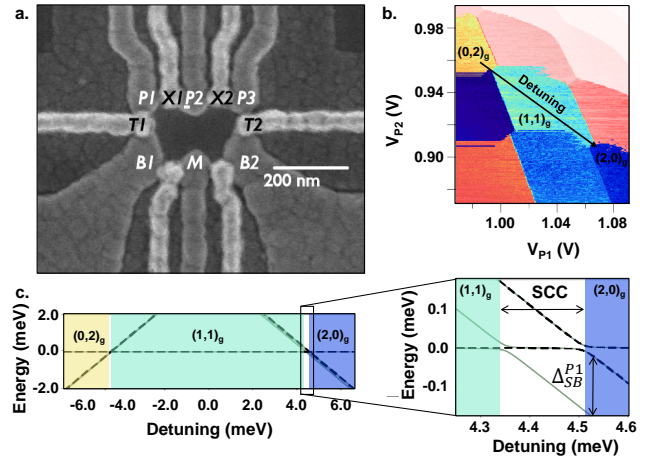 a.
P1 X1 P2 X2 P3
T1 T2
B1 M B2
200 nm
b.
0.98
0.94
0.90
V_P2 (V)
(0,2)g
Detuning
(1,1)g
(2,0)g
1.00 1.04 1.08
V_P1 (V)
c.
Energy (meV)
2.0
0.0
-2.0
(0,2)g (1,1)g (2,0)g
-6.0 -4.0 -2.0 0.0 2.0 4.0 6.0
Detuning (meV)
Energy (meV)
0.1
0.0
-0.1
(1,1)g SCC (2,0)g
Δ_SB^P1
4.3 4.4 4.5 4.6
Detuning (meV)